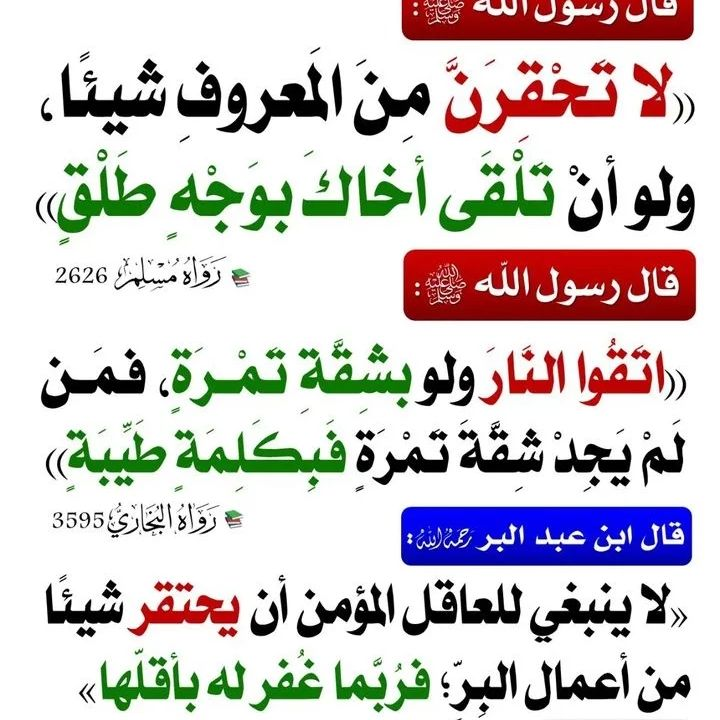 قال رسول الله ﷺ :
((لا تَحْقِرَنَّ مِنَ المَعروفِ شيئًا،
ولو أنْ تَلْقَى أخاكَ بوَجْهٍ طَلْقٍ))
رَوَاهُ مُسْلِم 2626
قال رسول الله ﷺ :
((اتَقُوا النَّارَ ولو بشِقَّةِ تَمْرَةٍ، فمَن
لَمْ يَجِدْ شِقَّةَ تَمْرَةٍ فَبِكَلِمَةٍ طَيِّبَةٍ))
رَوَاهُ البُخَارِيُّ 3595
قال ابن عبد البر رحمه الله :
«لا ينبغي للعاقل المؤمن أن يحتقر شيئًا
من أعمال البِرّ؛ فرُبَّما غُفر له بأقلّها»